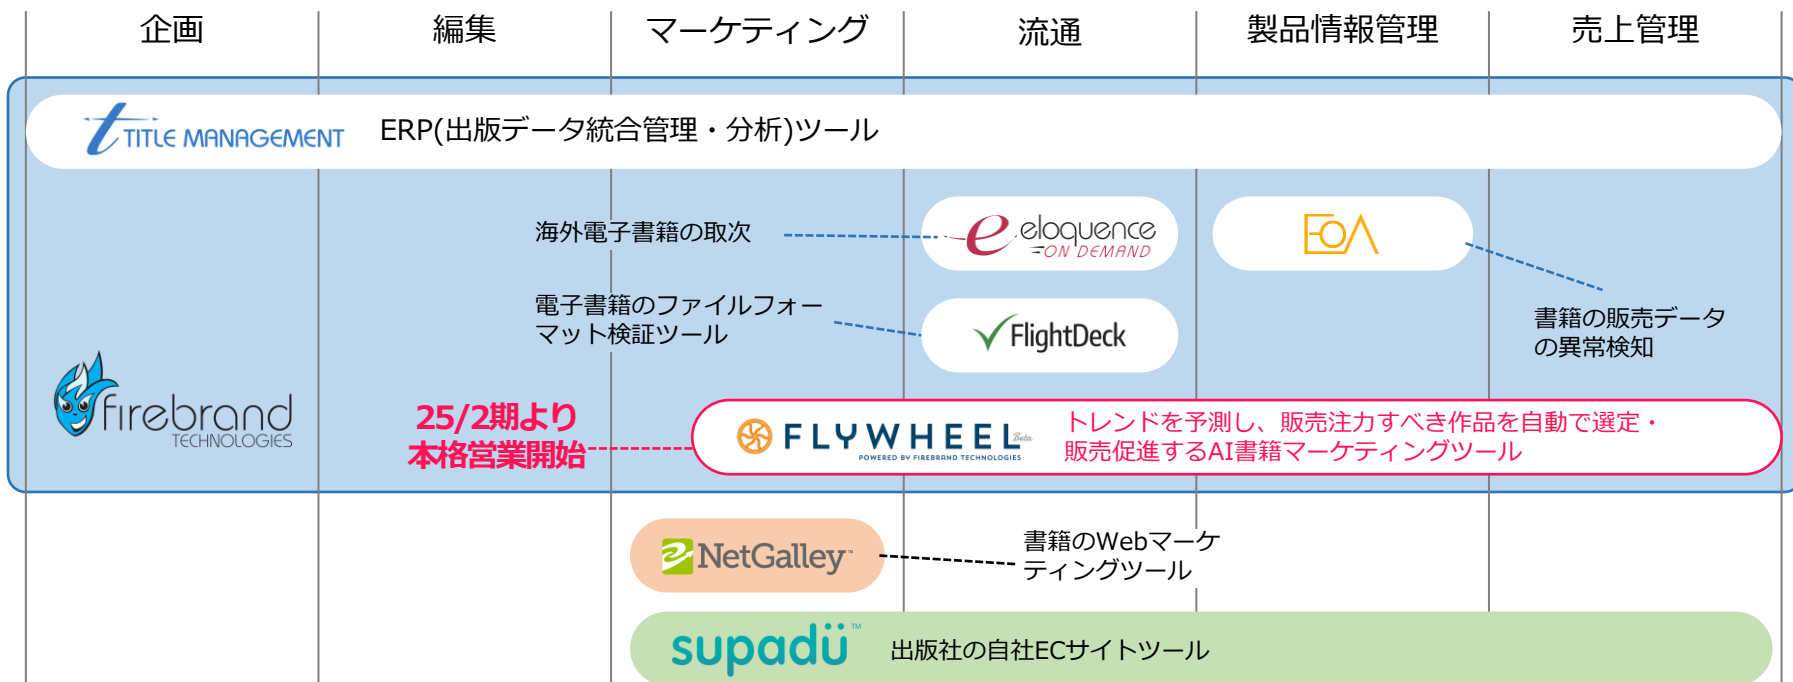 企画
編集
マーケティング
流通
製品情報管理
売上管理
t TITLE MANAGEMENT
ERP(出版データ統合管理・分析)ツール
海外電子書籍の取次
e eloquence
ON DEMAND
EoA
電子書籍のファイルフォー
マット検証ツール
FlightDeck
書籍の販売データ
の異常検知
firebrand
TECHNOLOGIES
25/2期より
本格営業開始
FLYWHEEL Beta
POWERED BY FIREBRAND TECHNOLOGIES
トレンドを予測し、販売注力すべき作品を自動で選定・
販売促進するAI書籍マーケティングツール
NetGalley™
書籍のWebマーケ
ティングツール
supadü™
出版社の自社ECサイトツール